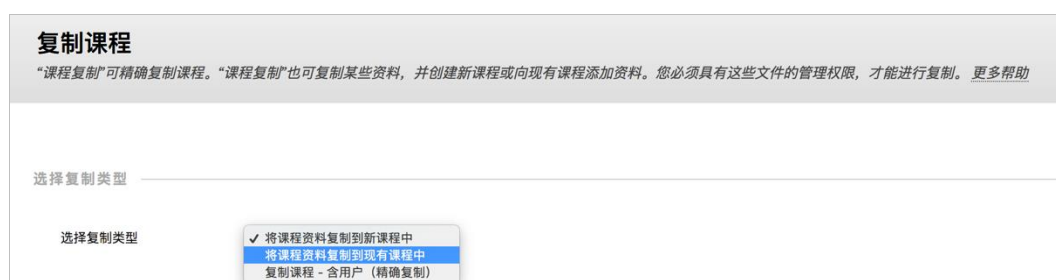 复制课程
“课程复制”可精确复制课程。“课程复制”也可复制某些资料，并创建新课程或向现有课程添加资料。您必须具有这些文件的管理权限，才能进行复制。 更多帮助
选择复制类型
选择复制类型
✓ 将课程资料复制到新课程中
将课程资料复制到现有课程中
复制课程 - 含用户（精确复制）